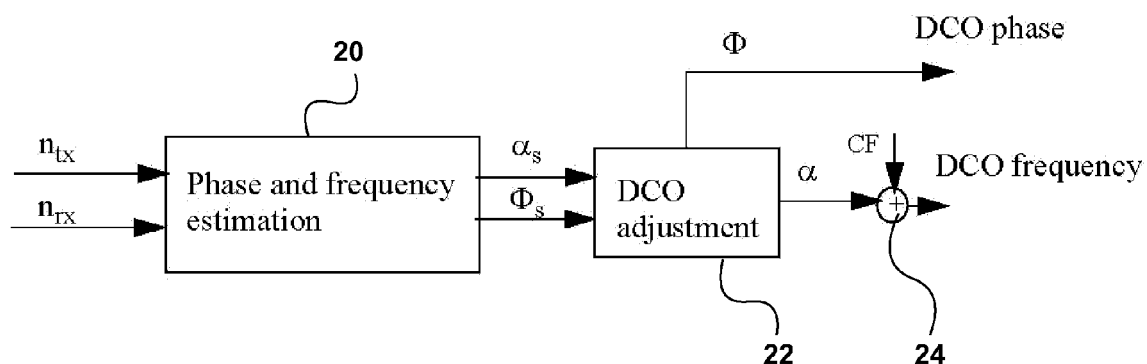 DCO phase
Φ
20
n_tx
n_rx
Phase and frequency
estimation
α_s
Φ_s
DCO
adjustment
α
CF
+
DCO frequency
22
24